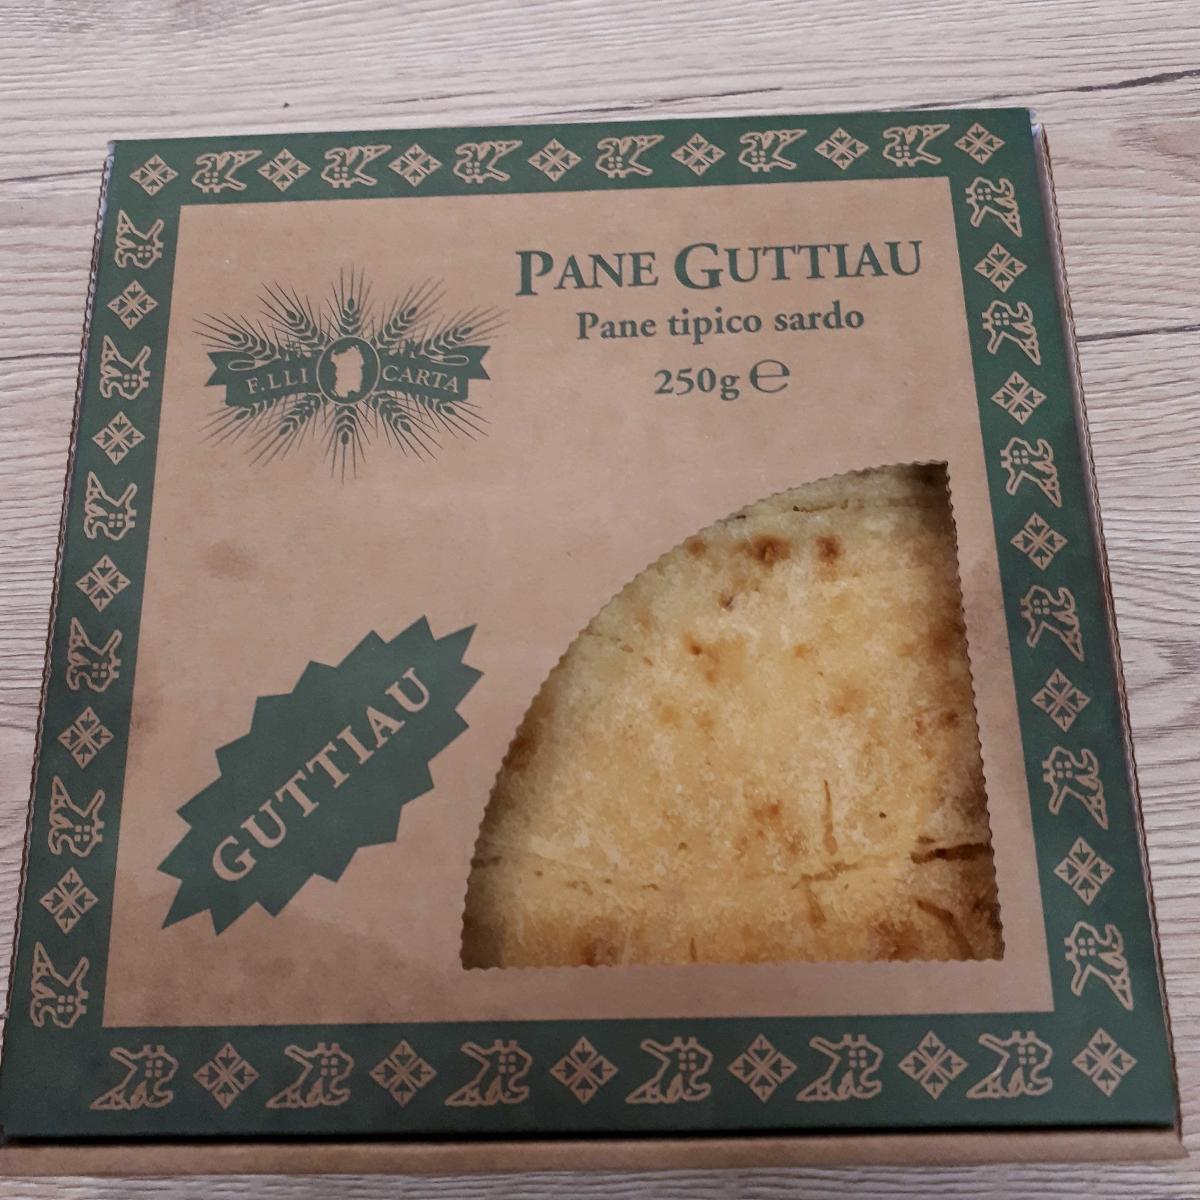 PANE GUTTIAU
Pane tipico sardo
250g ℮
F.LLI CARTA
GUTTIAU